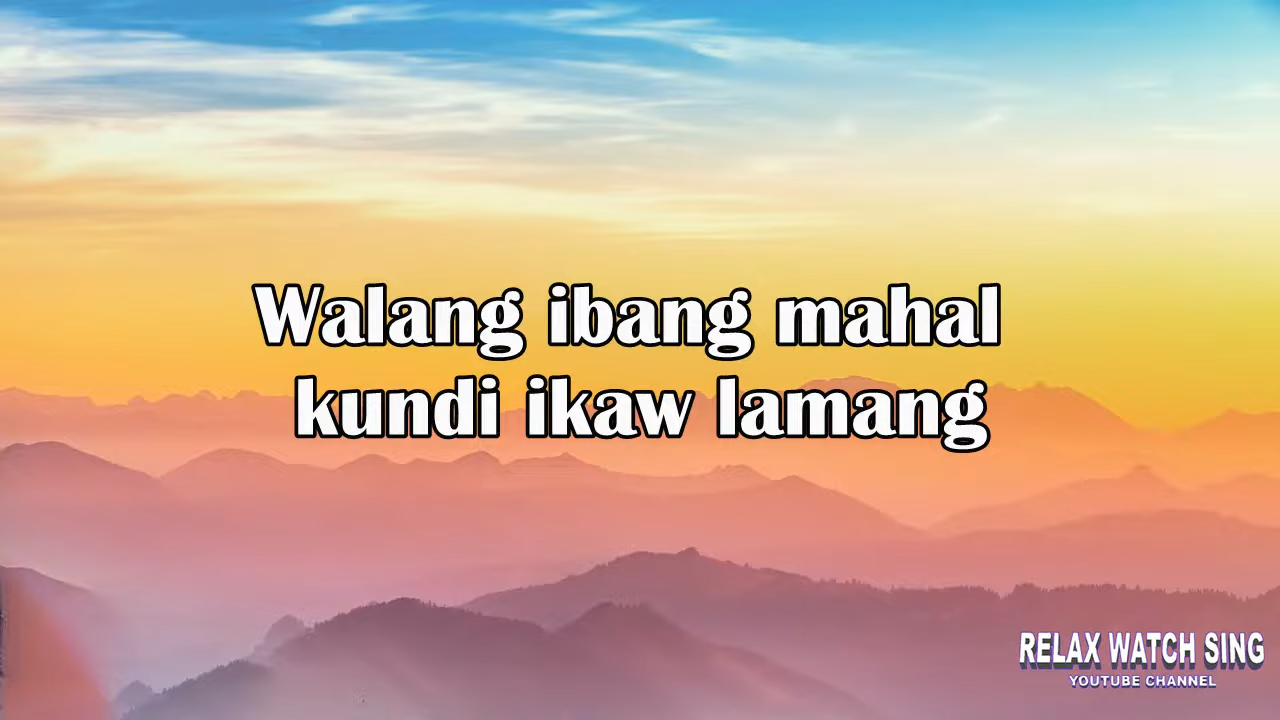 Walang ibang mahal
kundi ikaw lamang
RELAX WATCH SING
YOUTUBE CHANNEL